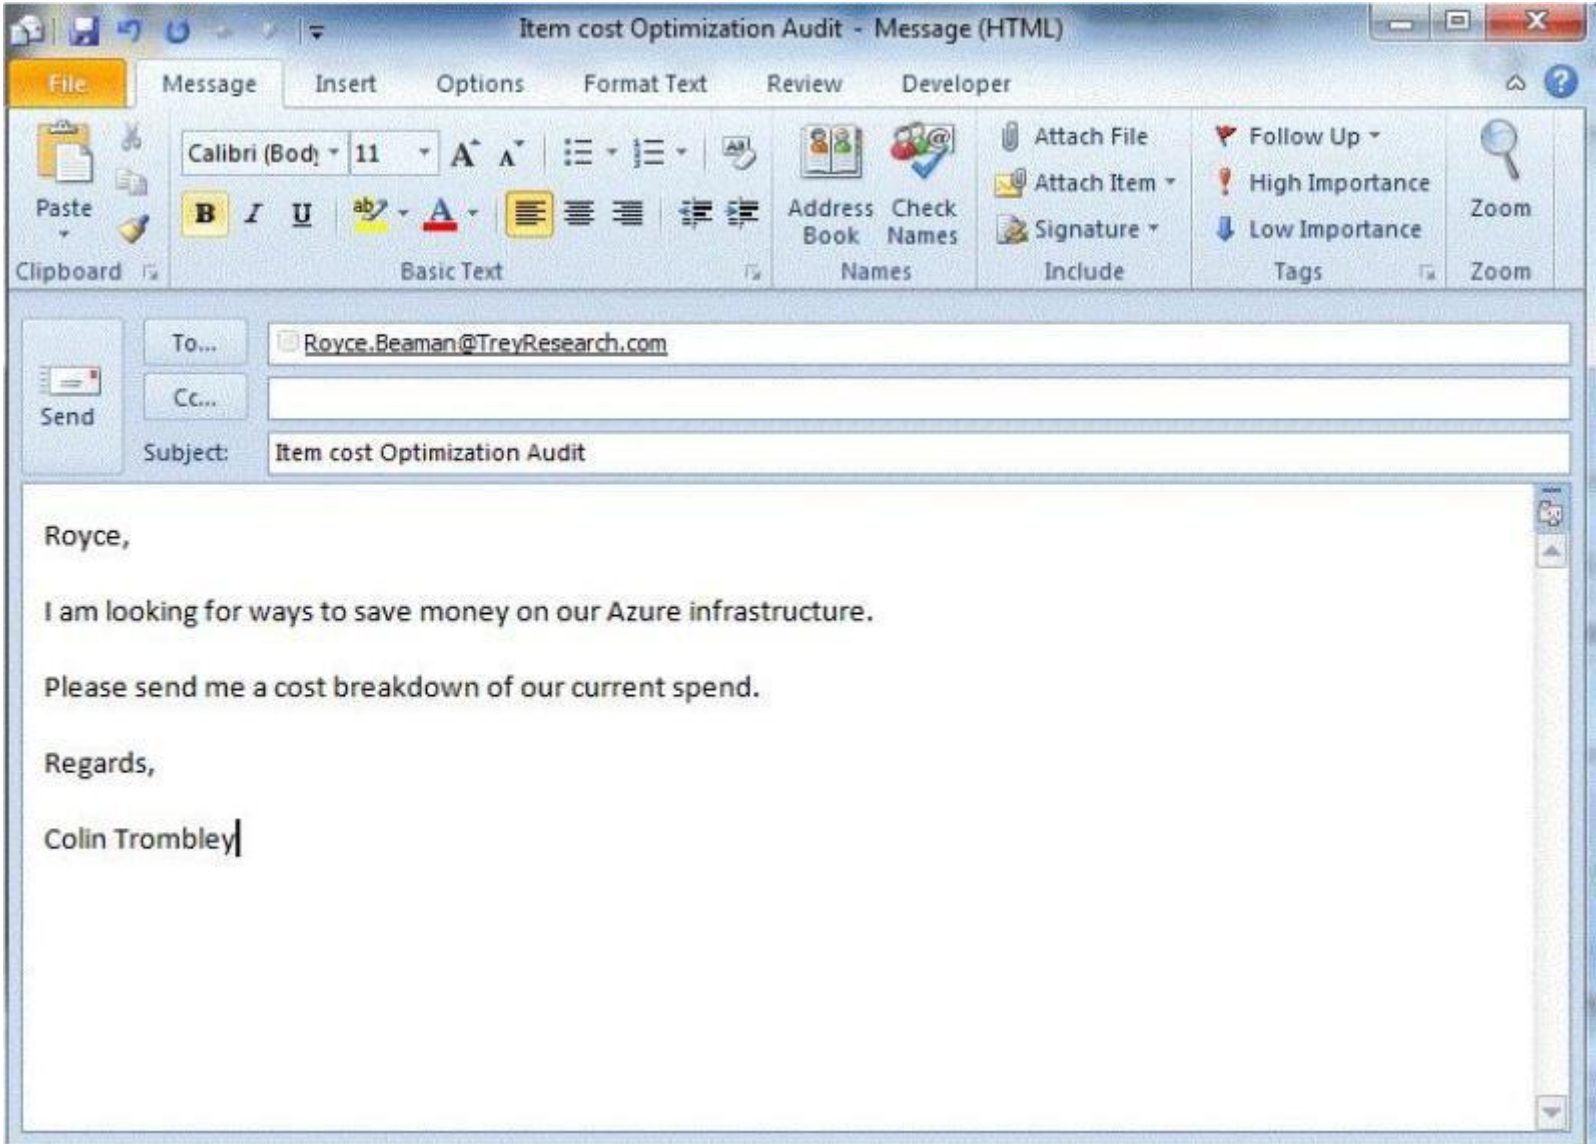 Item cost Optimization Audit - Message (HTML)
File Message Insert Options Format Text Review Developer
Calibri (Body 11 A A Attach File Follow Up
Attach Item High Importance
Paste B I U ab A Address Check Signature Low Importance Zoom
Book Names
Clipboard Basic Text Names Include Tags Zoom
To... Royce.Beaman@TreyResearch.com
Send Cc...
Subject: Item cost Optimization Audit
Royce,
I am looking for ways to save money on our Azure infrastructure.
Please send me a cost breakdown of our current spend.
Regards,
Colin Trombley